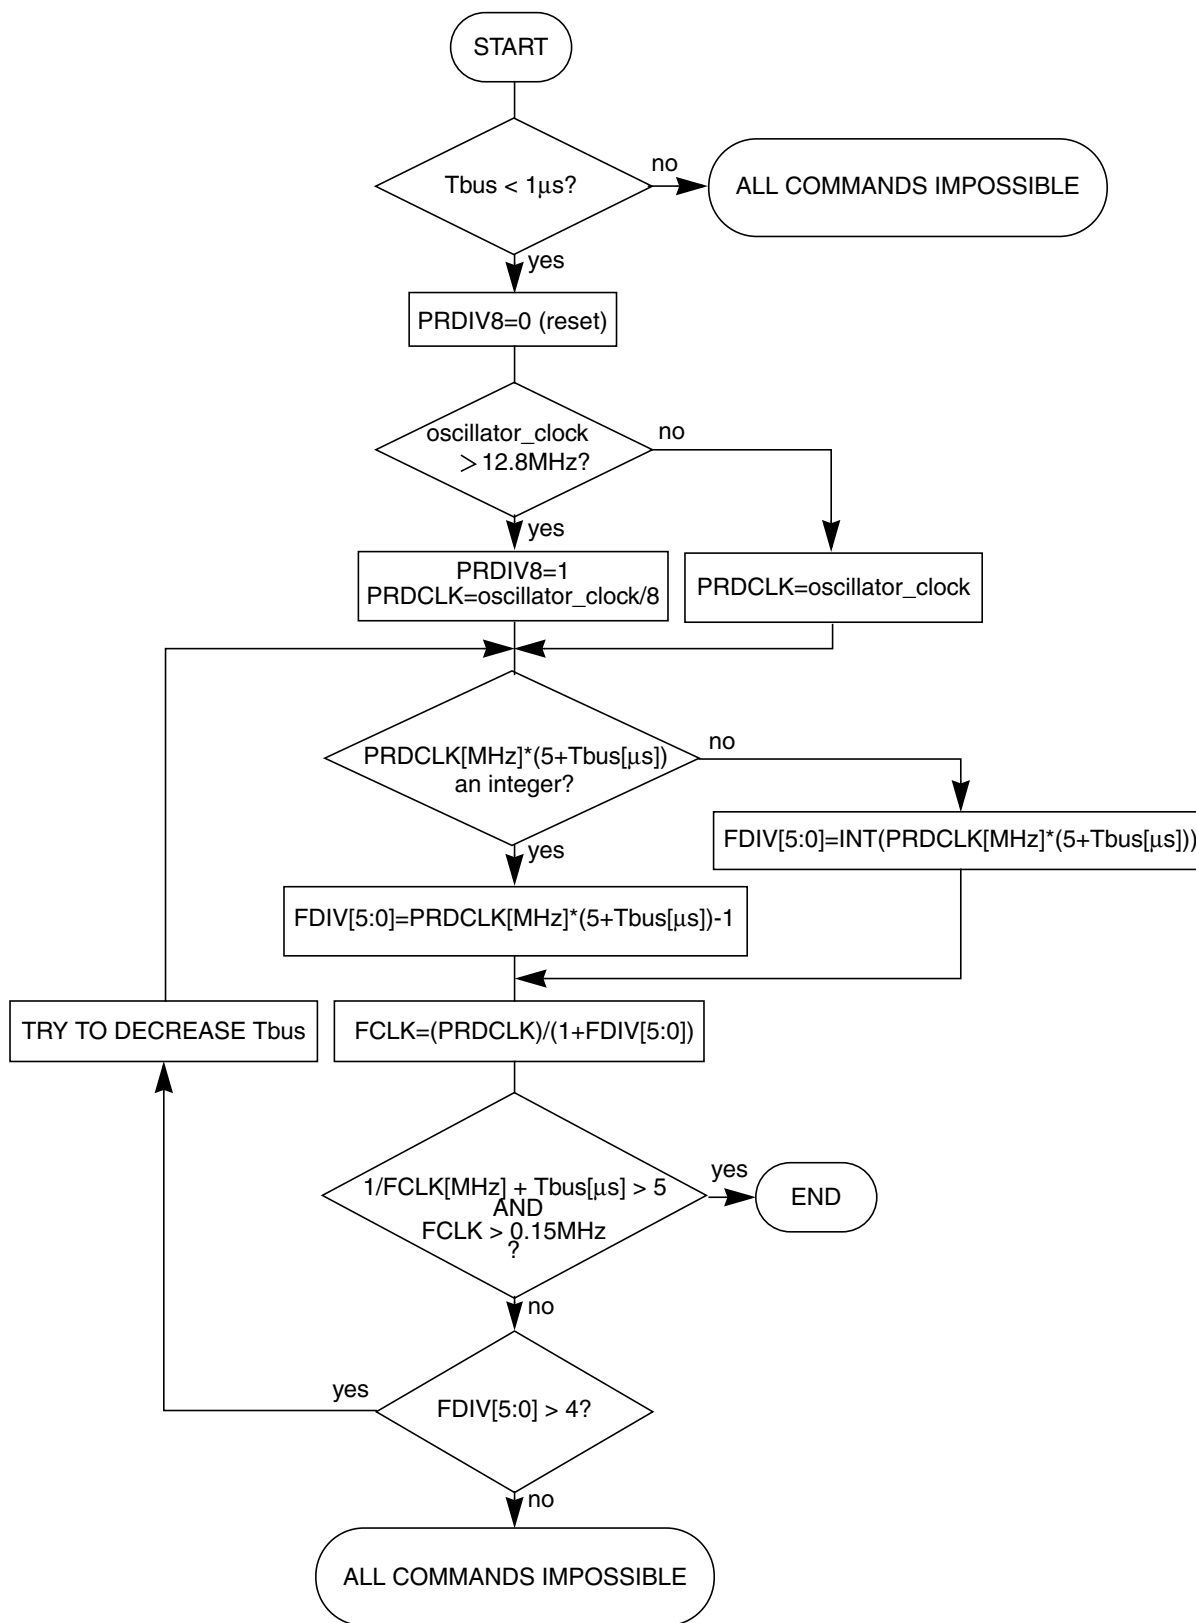 START
Tbus < 1μs?
no
ALL COMMANDS IMPOSSIBLE
yes
PRDIV8=0 (reset)
oscillator_clock
> 12.8MHz?
no
yes
PRDIV8=1
PRDCLK=oscillator_clock/8
PRDCLK=oscillator_clock
PRDCLK[MHz]*(5+Tbus[μs])
an integer?
no
yes
FDIV[5:0]=INT(PRDCLK[MHz]*(5+Tbus[μs]))
FDIV[5:0]=PRDCLK[MHz]*(5+Tbus[μs])-1
TRY TO DECREASE Tbus
FCLK=(PRDCLK)/(1+FDIV[5:0])
1/FCLK[MHz] + Tbus[μs] > 5
AND
FCLK > 0.15MHz
?
yes
END
no
FDIV[5:0] > 4?
yes
no
ALL COMMANDS IMPOSSIBLE